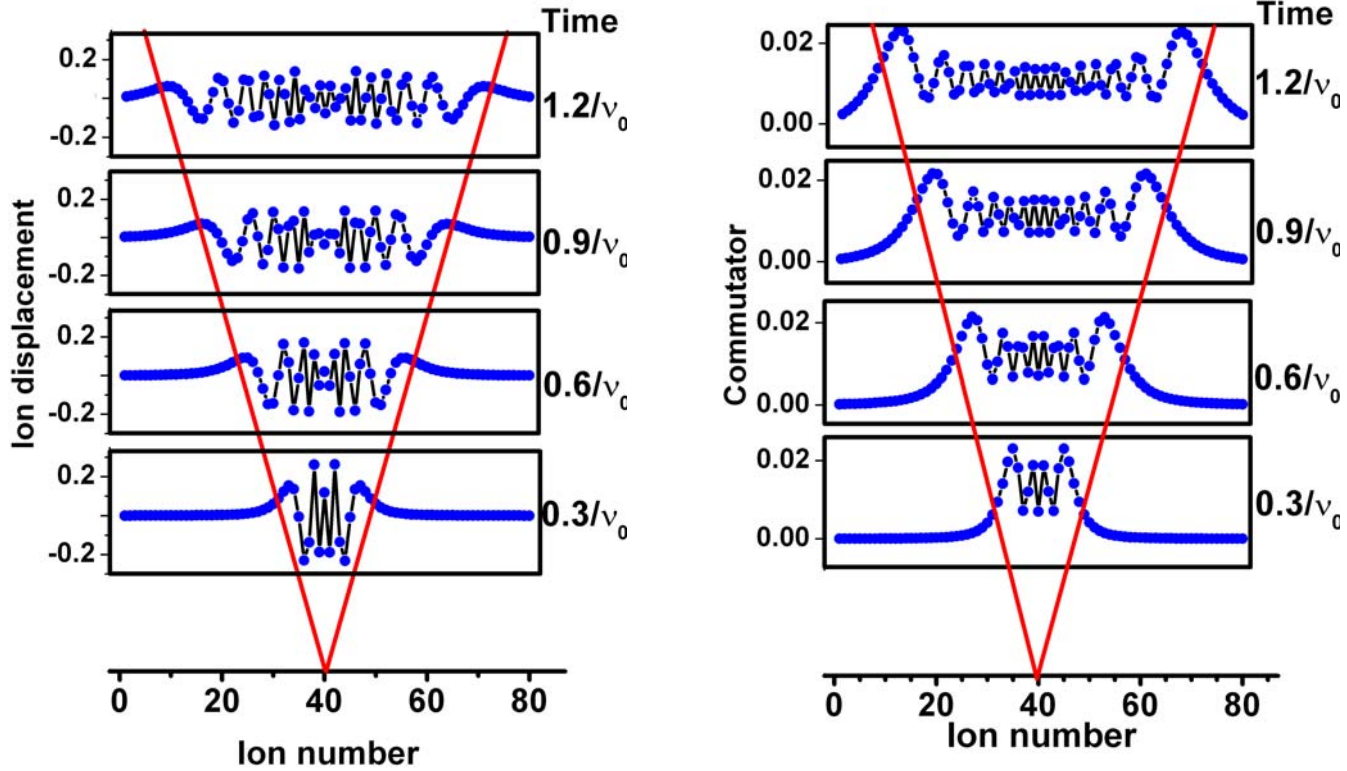 Time
0.2
-0.2
1.2/ν₀
0.2
-0.2
0.9/ν₀
0.2
-0.2
0.6/ν₀
0.2
-0.2
0.3/ν₀
Ion displacement
0 20 40 60 80
Ion number
Time
0.02
0.00
1.2/ν₀
0.02
0.00
0.9/ν₀
0.02
0.00
0.6/ν₀
0.02
0.00
0.3/ν₀
Commutator
0 20 40 60 80
Ion number